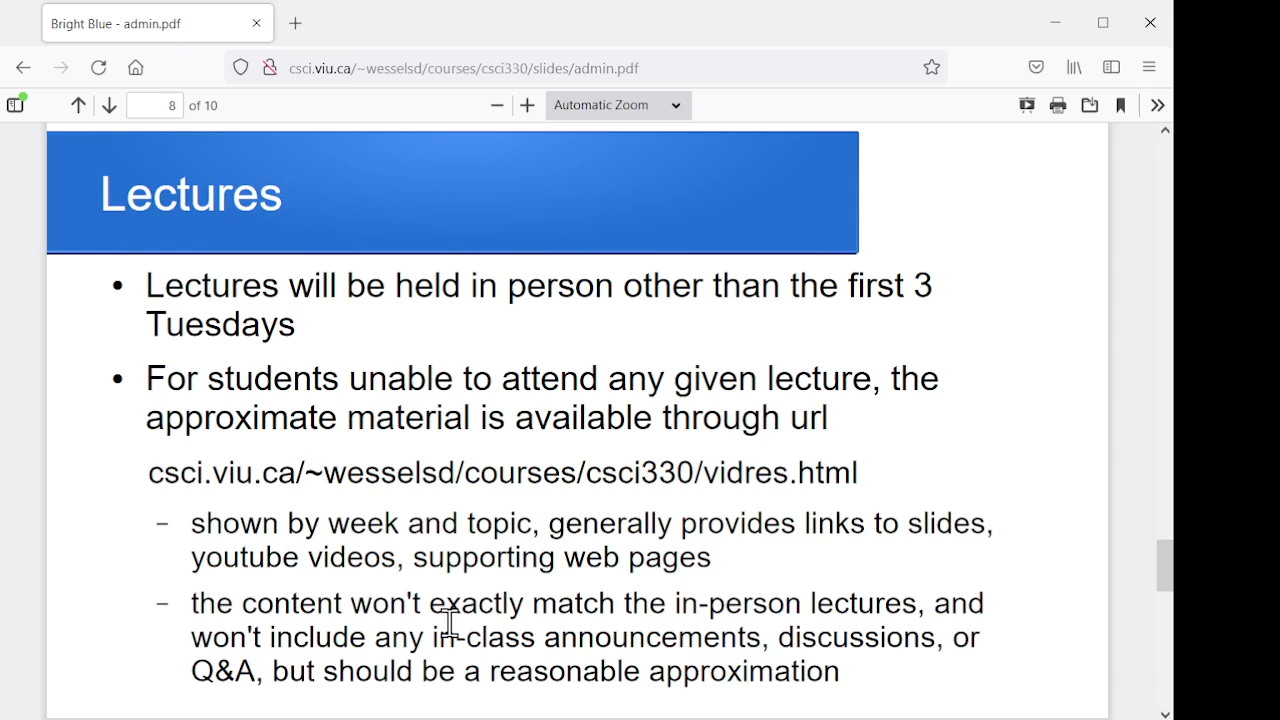 Bright Blue - admin.pdf
csci.viu.ca/~wesselsd/courses/csci330/slides/admin.pdf
8 of 10
Automatic Zoom
Lectures
• Lectures will be held in person other than the first 3
Tuesdays
• For students unable to attend any given lecture, the
approximate material is available through url
csci.viu.ca/~wesselsd/courses/csci330/vidres.html
– shown by week and topic, generally provides links to slides,
youtube videos, supporting web pages
– the content won't exactly match the in-person lectures, and
won't include any in-class announcements, discussions, or
Q&A, but should be a reasonable approximation